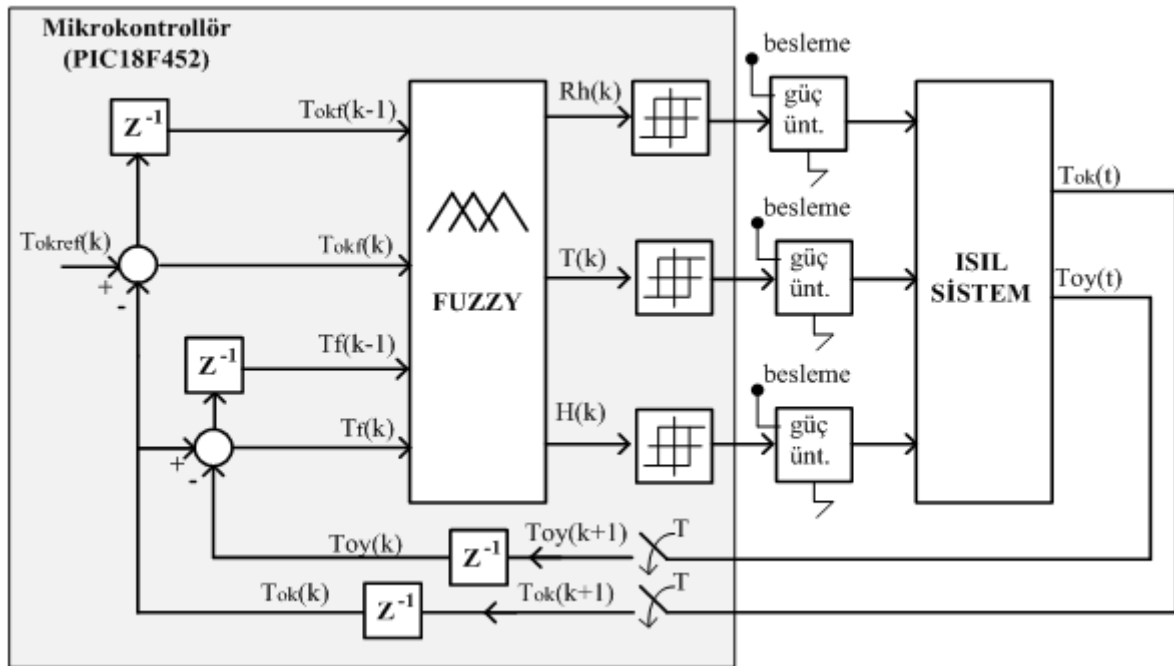 Mikrokontrollör
(PIC18F452)
Z⁻¹
Tokf(k-1)
Tokref(k)
+
-
Tokf(k)
Z⁻¹
Tf(k-1)
Tf(k)
+
-
FUZZY
Rh(k)
T(k)
H(k)
besleme
güç
ünt.
besleme
güç
ünt.
besleme
güç
ünt.
ISIL
SİSTEM
Tok(t)
Toy(t)
Toy(k)
Z⁻¹
Toy(k+1)
T
Tok(k)
Z⁻¹
Tok(k+1)
T